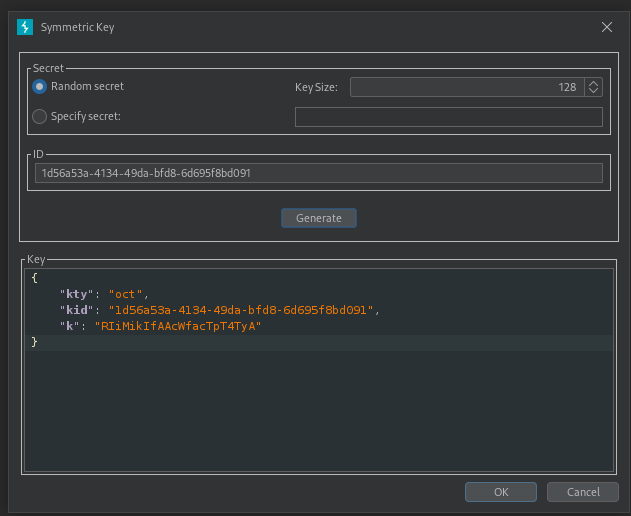 Symmetric Key
Secret
Random secret
Key Size:
128
Specify secret:
ID
1d56a53a-4134-49da-bfd8-6d695f8bd091
Generate
Key
{
"kty": "oct",
"kid": "1d56a53a-4134-49da-bfd8-6d695f8bd091",
"k": "RIiMikIfAAcWfacTpT4TyA"
}
OK
Cancel